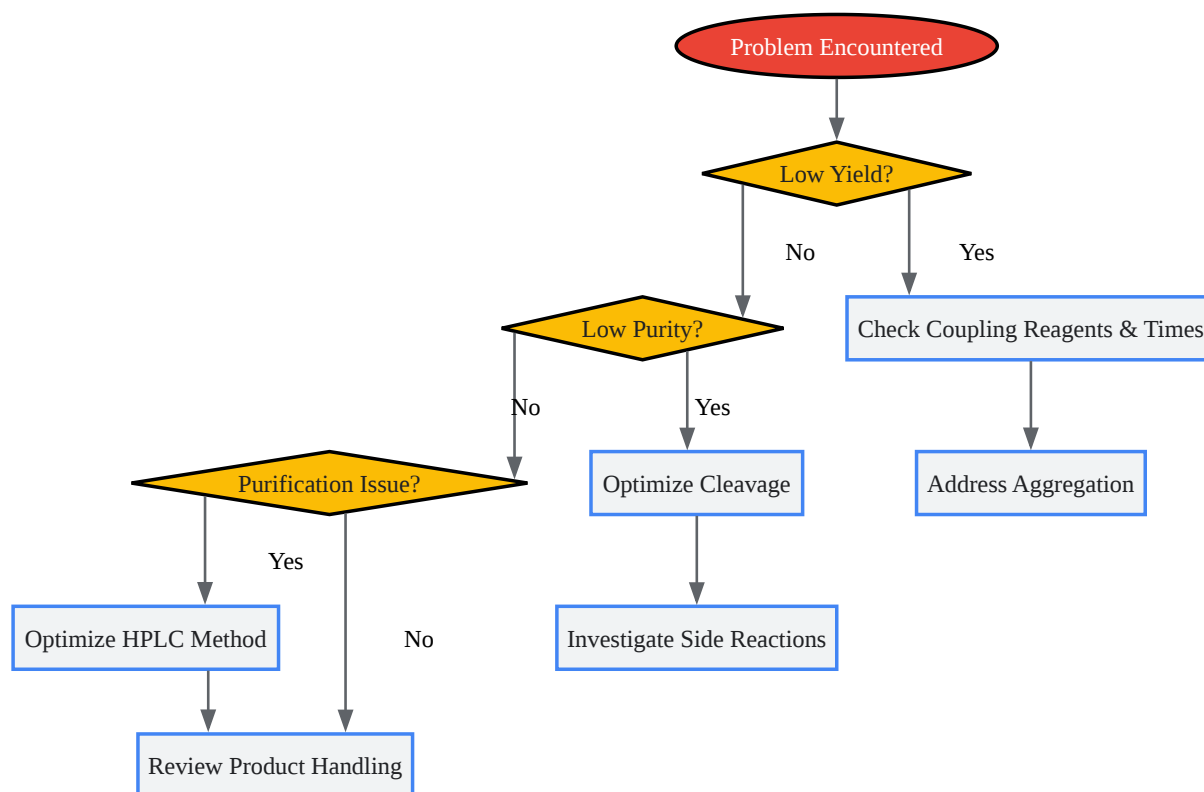 Problem Encountered
Low Yield?
No
Yes
Low Purity?
Check Coupling Reagents & Times
No
Yes
Purification Issue?
Optimize Cleavage
Address Aggregation
Yes
No
Optimize HPLC Method
Investigate Side Reactions
Review Product Handling